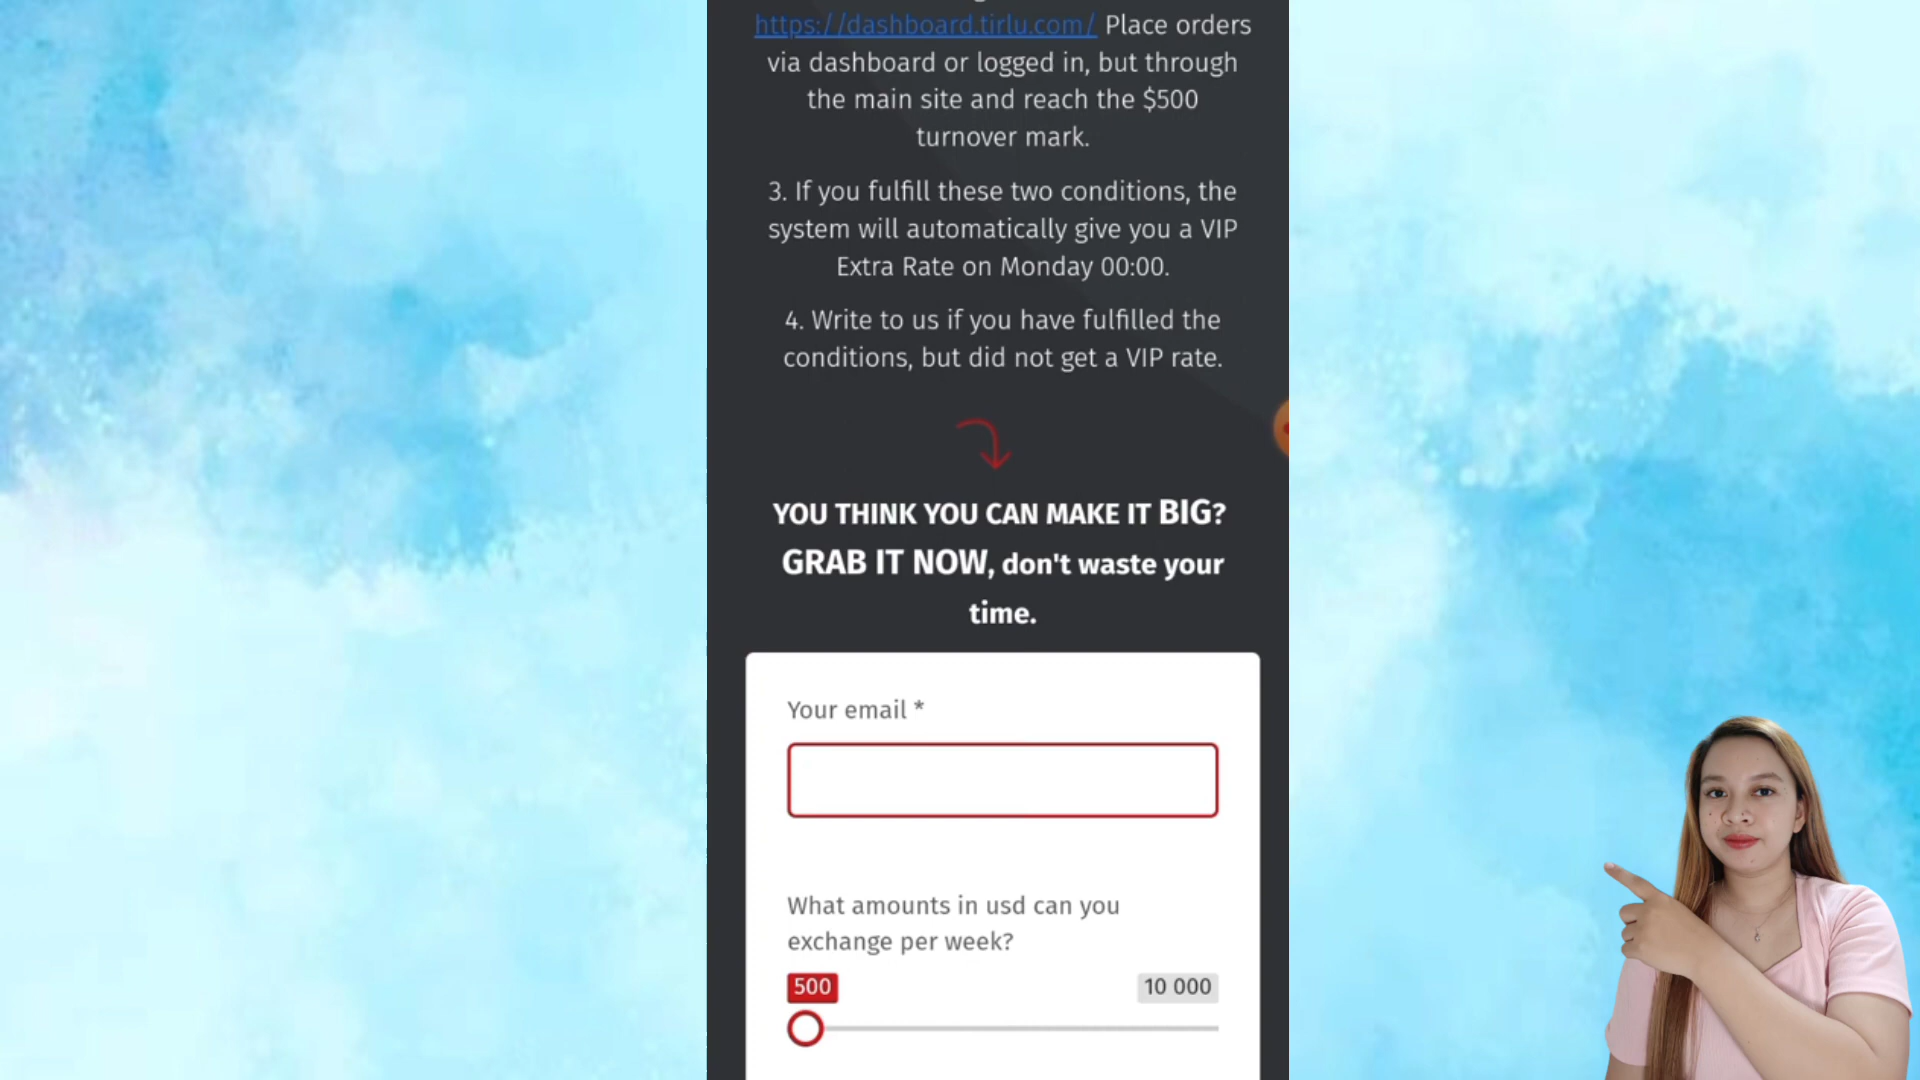 https://dashboard.tirlu.com/ Place orders
via dashboard or logged in, but through
the main site and reach the $500
turnover mark.
3. If you fulfill these two conditions, the
system will automatically give you a VIP
Extra Rate on Monday 00:00.
4. Write to us if you have fulfilled the
conditions, but did not get a VIP rate.
YOU THINK YOU CAN MAKE IT BIG?
GRAB IT NOW, don't waste your
time.
Your email *
What amounts in usd can you
exchange per week?
500
10 000